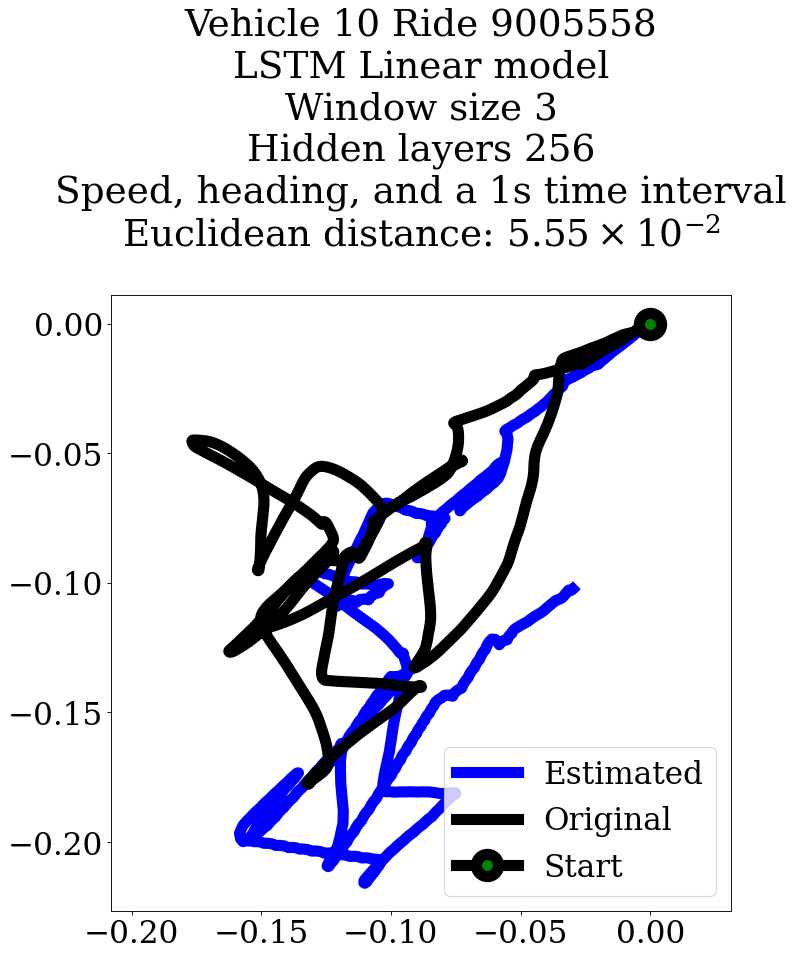 Vehicle 10 Ride 9005558
LSTM Linear model
Window size 3
Hidden layers 256
Speed, heading, and a 1s time interval
Euclidean distance: 5.55 × 10⁻²
0.00
−0.05
−0.10
−0.15
−0.20
Estimated
Original
Start
−0.20 −0.15 −0.10 −0.05 0.00